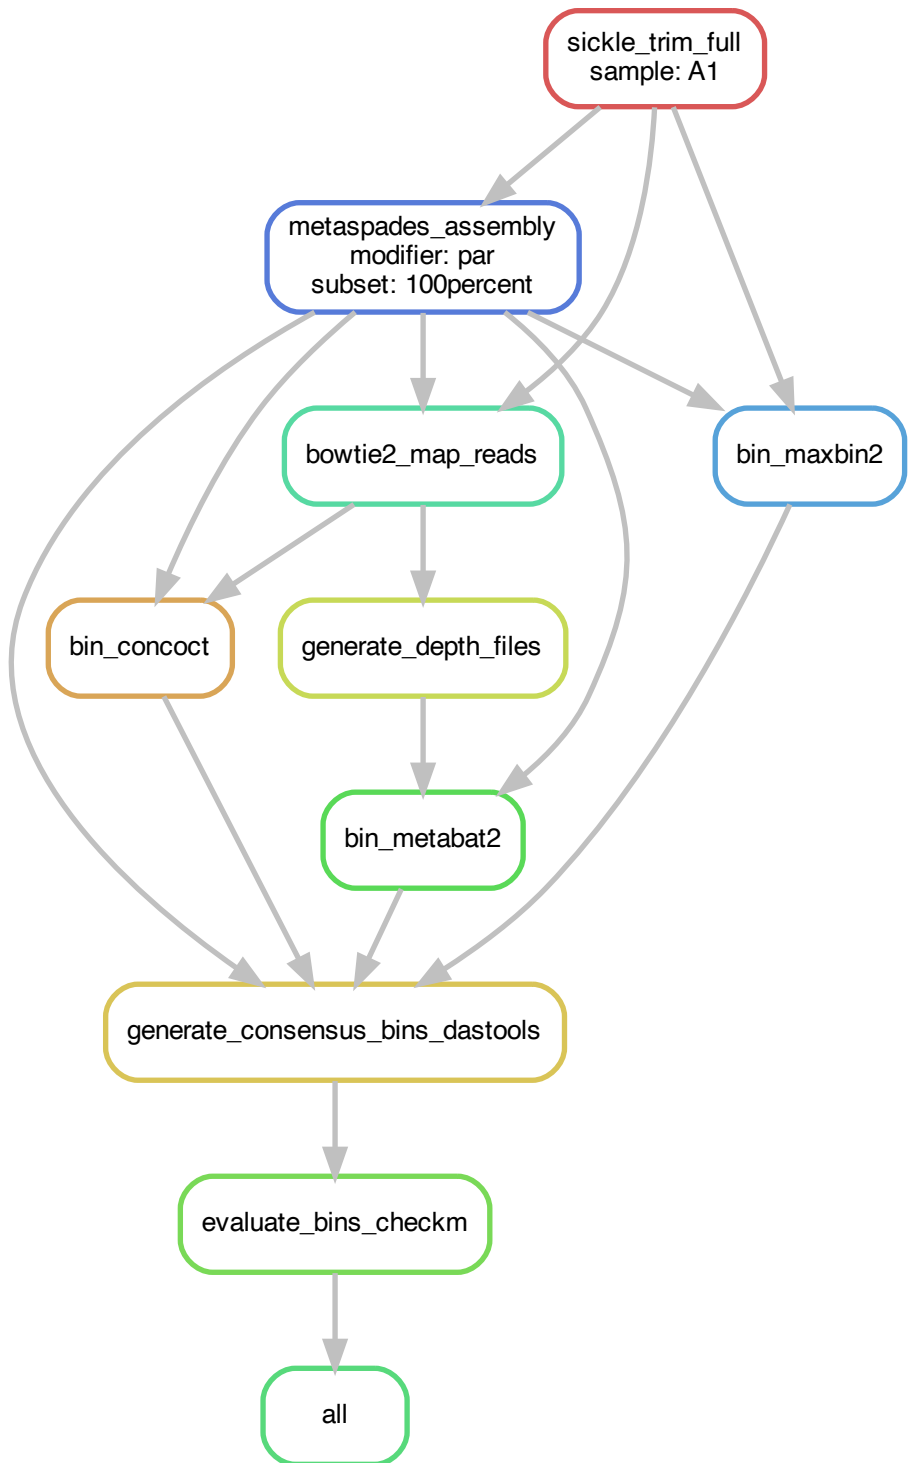 sickle_trim_full
sample: A1
metaspades_assembly
modifier: par
subset: 100percent
bowtie2_map_reads
bin_maxbin2
bin_concoct
generate_depth_files
bin_metabat2
generate_consensus_bins_dastools
evaluate_bins_checkm
all